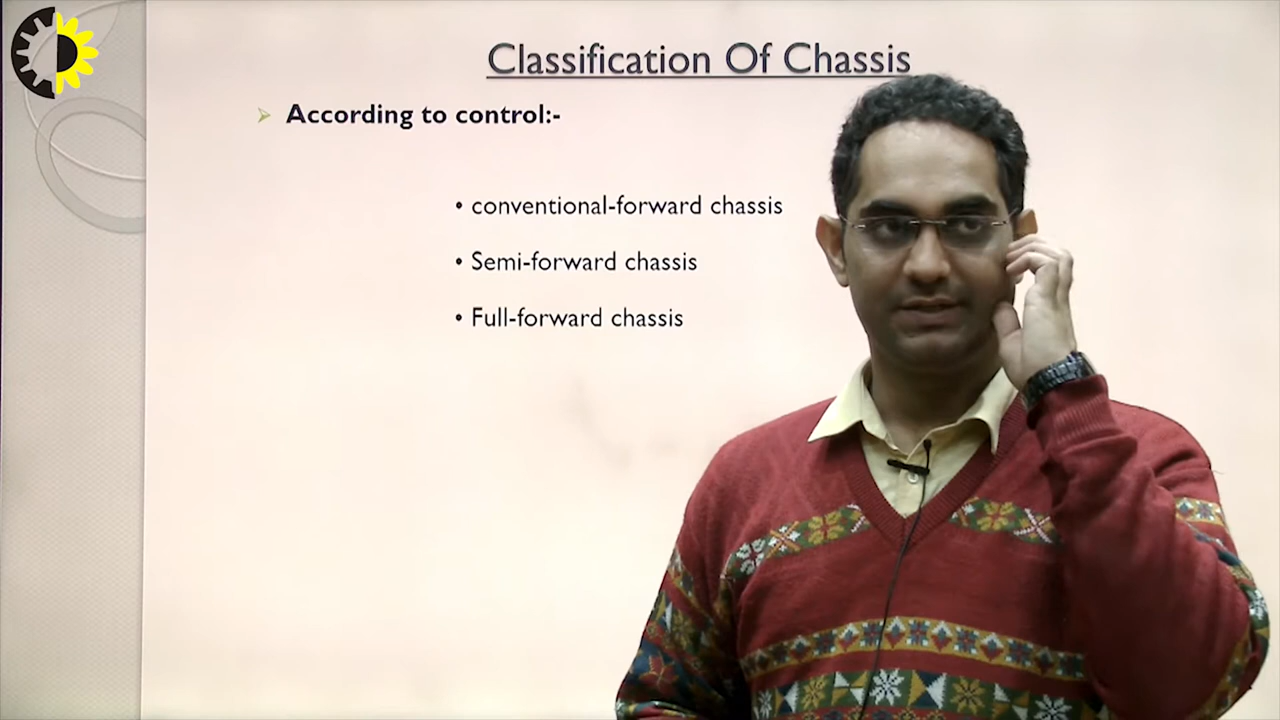 Classification Of Chassis
According to control:-
• conventional-forward chassis
• Semi-forward chassis
• Full-forward chassis